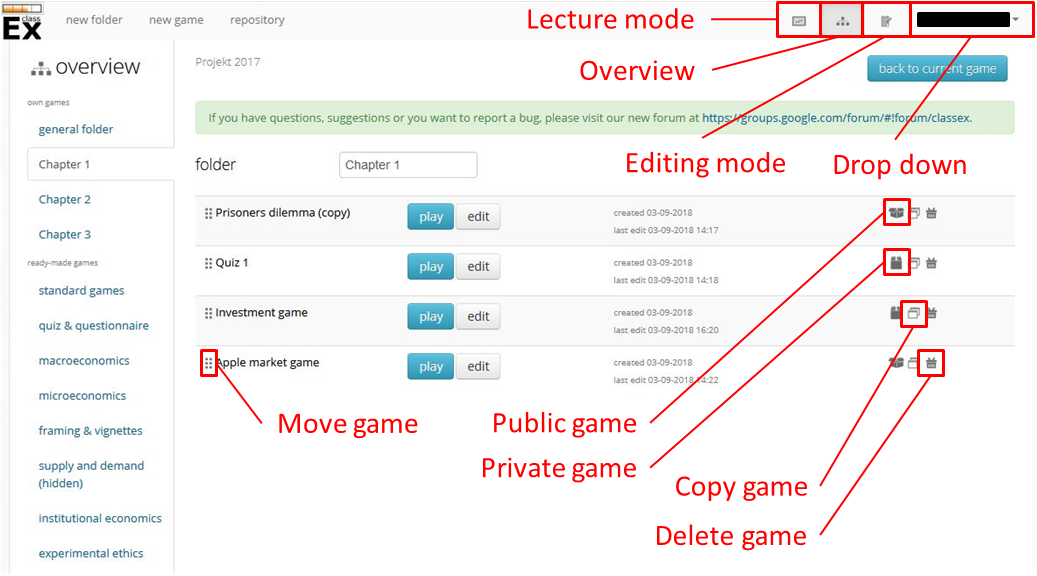 class
Ex
new folder
new game
repository
Lecture mode
overview
Projekt 2017
Overview
back to current game
own games
general folder
If you have questions, suggestions or you want to report a bug, please visit our new forum at https://groups.google.com/forum/#!forum/classex.
Chapter 1
folder
Chapter 1
Editing mode
Drop down
Chapter 2
Prisoners dilemma (copy)
play
edit
created 03-09-2018
last edit 03-09-2018 14:17
Chapter 3
Quiz 1
play
edit
created 03-09-2018
last edit 03-09-2018 14:18
ready-made games
standard games
quiz & questionnaire
Investment game
play
edit
created 03-09-2018
last edit 03-09-2018 16:20
macroeconomics
Apple market game
play
edit
created 03-09-2018
last edit 03-09-2018 14:22
microeconomics
framing & vignettes
Move game
Public game
supply and demand
(hidden)
Private game
Copy game
institutional economics
Delete game
experimental ethics